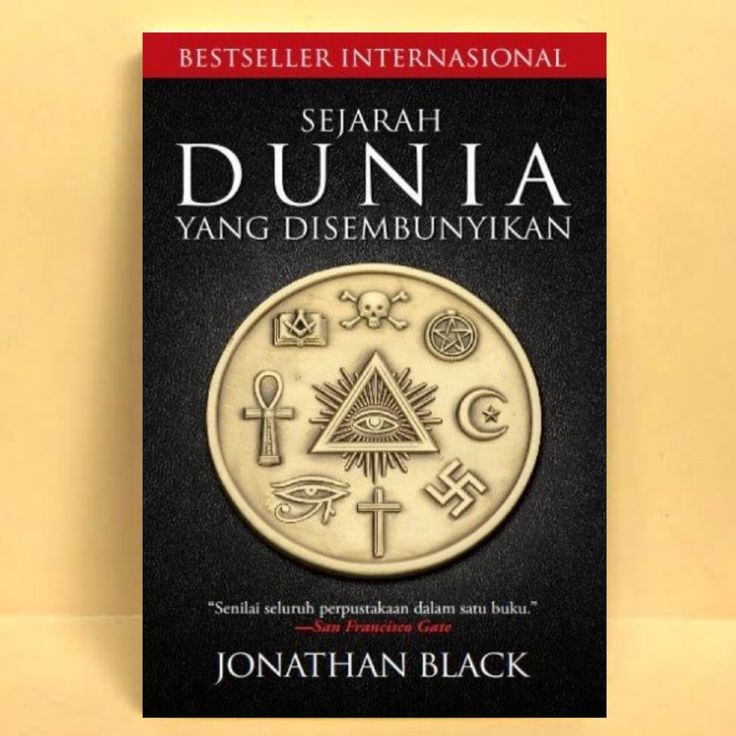 BESTSELLER INTERNASIONAL
SEJARAH
DUNIA
YANG DISEMBUNYIKAN
“Senilai seluruh perpustakaan dalam satu buku.”
—San Francisco Gate
JONATHAN BLACK